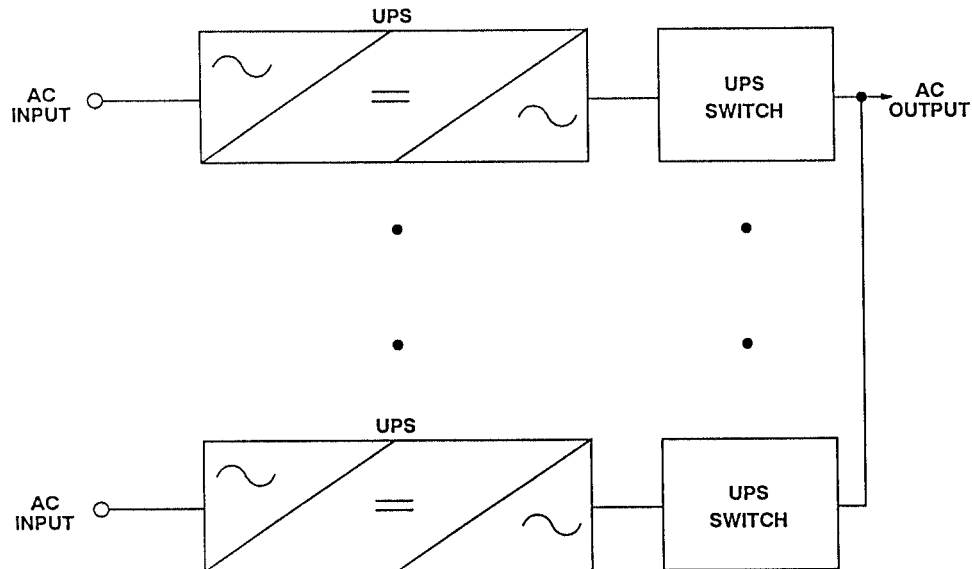 UPS
AC
INPUT
UPS
SWITCH
AC
OUTPUT
UPS
AC
INPUT
UPS
SWITCH